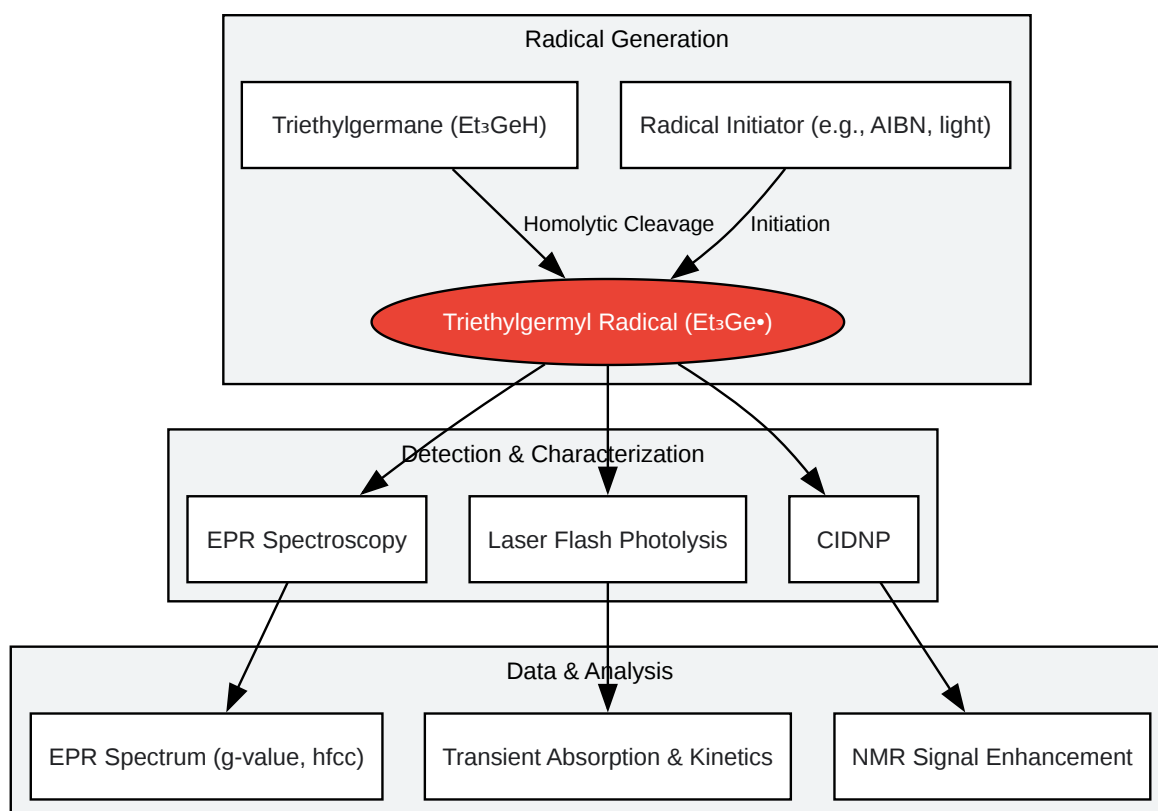 Radical Generation
Triethylgermane (Et₃GeH)
Radical Initiator (e.g., AIBN, light)
Homolytic Cleavage
Initiation
Triethylgermyl Radical (Et₃Ge•)
Detection & Characterization
EPR Spectroscopy
Laser Flash Photolysis
CIDNP
Data & Analysis
EPR Spectrum (g-value, hfcc)
Transient Absorption & Kinetics
NMR Signal Enhancement